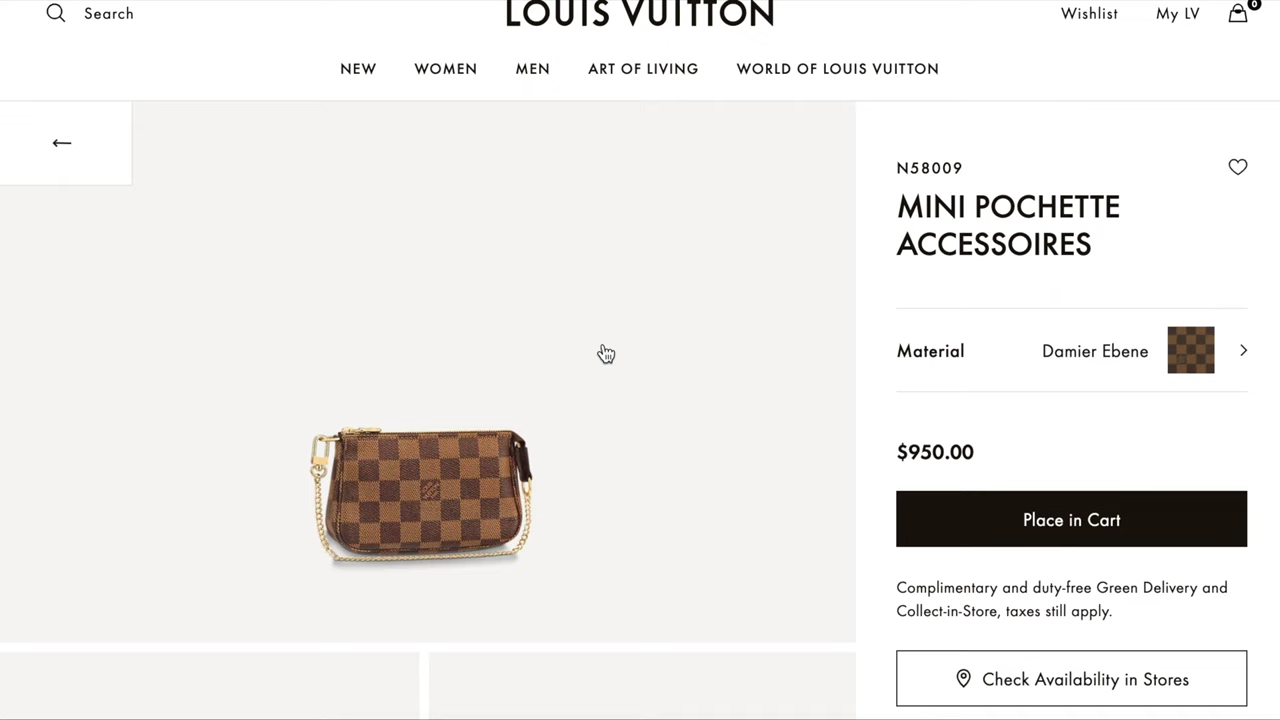 Search
LOUIS VUITTON
Wishlist
My LV
0
NEW
WOMEN
MEN
ART OF LIVING
WORLD OF LOUIS VUITTON
N58009
MINI POCHETTE
ACCESSOIRES
Material
Damier Ebene
$950.00
Place in Cart
Complimentary and duty-free Green Delivery and
Collect-in-Store, taxes still apply.
Check Availability in Stores